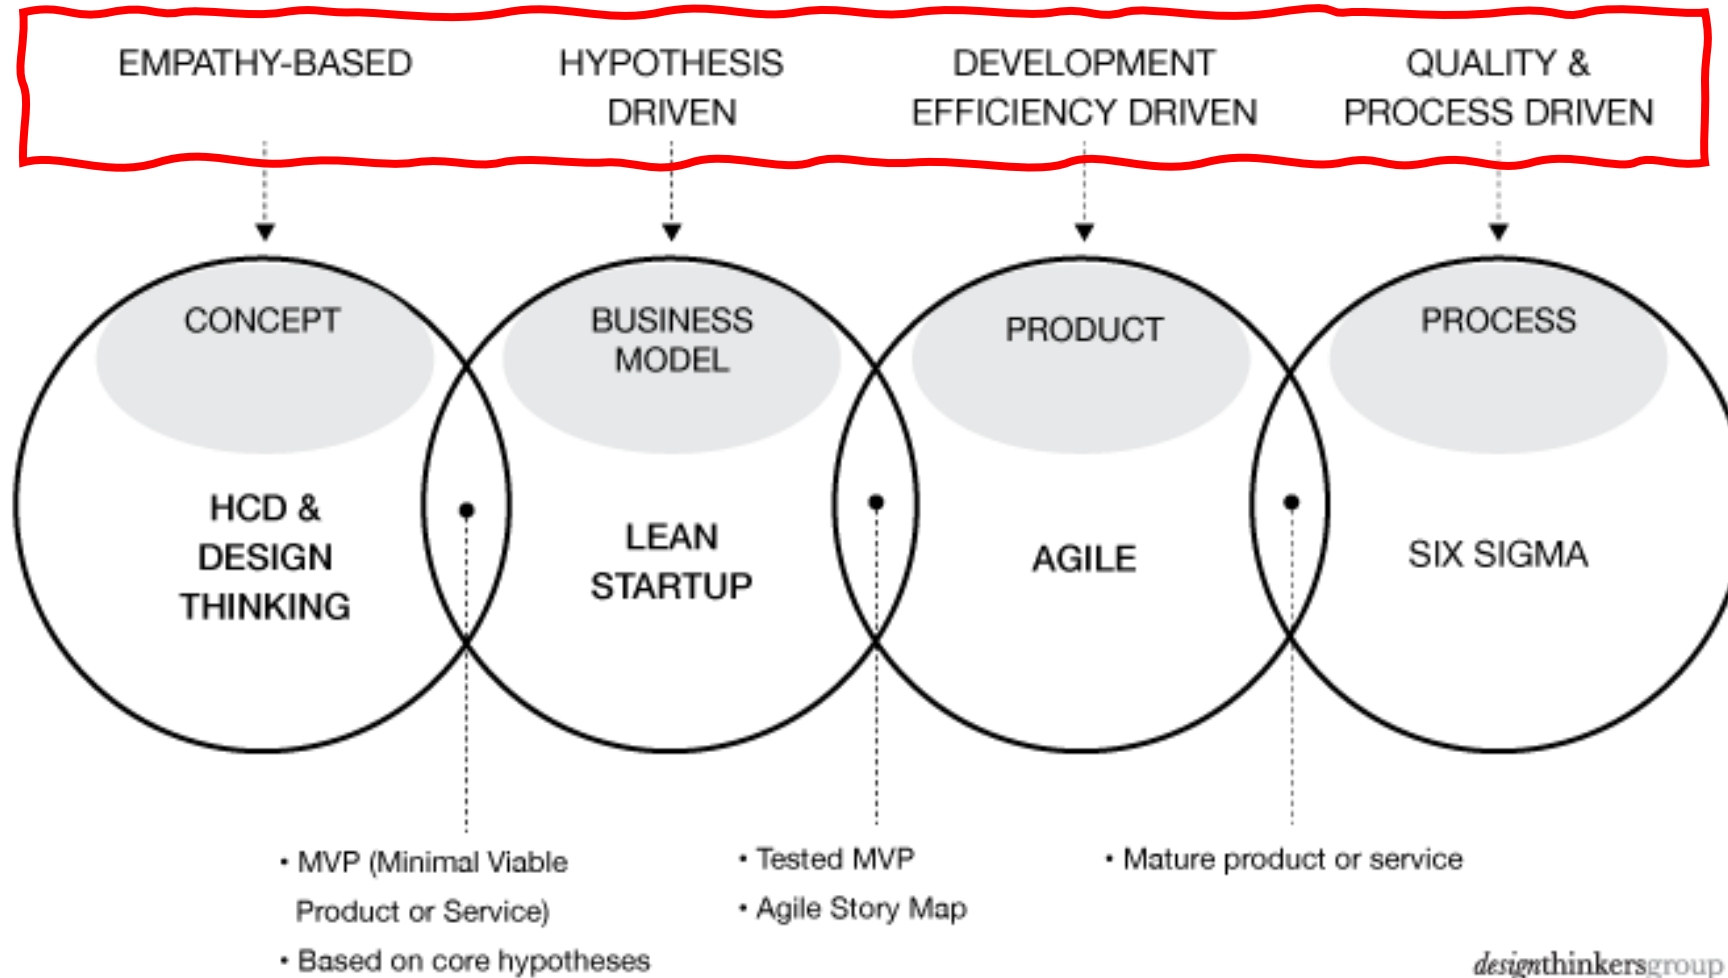 EMPATHY-BASED
HYPOTHESIS
DRIVEN
DEVELOPMENT
EFFICIENCY DRIVEN
QUALITY &
PROCESS DRIVEN
CONCEPT
BUSINESS
MODEL
PRODUCT
PROCESS
HCD &
DESIGN
THINKING
LEAN
STARTUP
AGILE
SIX SIGMA
• MVP (Minimal Viable
Product or Service)
• Based on core hypotheses
• Tested MVP
• Agile Story Map
• Mature product or service
designthinkersgroup